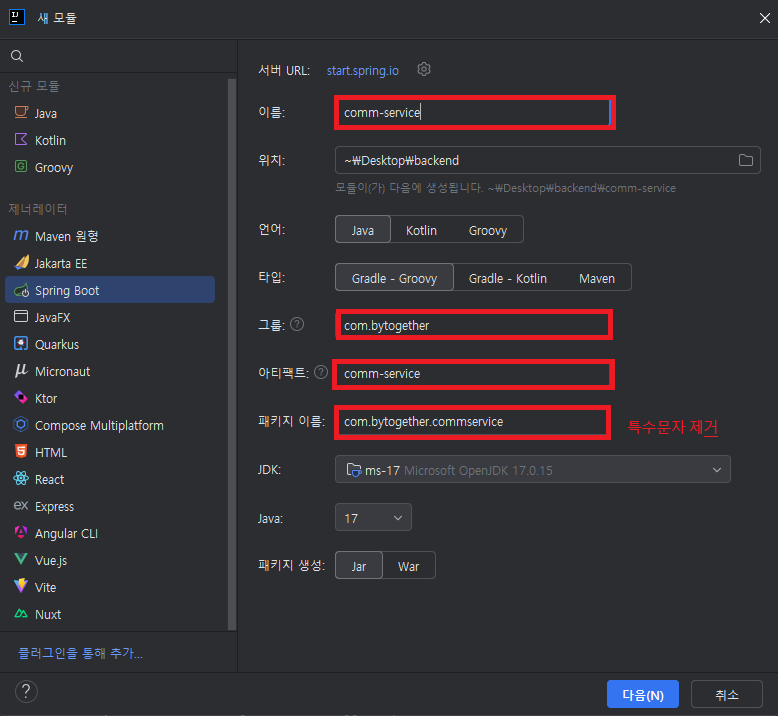 새 모듈
신규 모듈
Java
Kotlin
Groovy
제너레이터
Maven 원형
Jakarta EE
Spring Boot
JavaFX
Quarkus
Micronaut
Ktor
Compose Multiplatform
HTML
React
Express
Angular CLI
Vue.js
Vite
Nuxt
플러그인을 통해 추가...
서버 URL: start.spring.io
이름: comm-service
위치: ~₩Desktop₩backend
모듈이(가) 다음에 생성됩니다. ~₩Desktop₩backend₩comm-service
언어: Java Kotlin Groovy
타입: Gradle - Groovy Gradle - Kotlin Maven
그룹: ? com.bytogether
아티팩트: ? comm-service
패키지 이름: com.bytogether.commservice 특수문자 제거
JDK: ms-17 Microsoft OpenJDK 17.0.15
Java: 17
패키지 생성: Jar War
? 다음(N) 취소